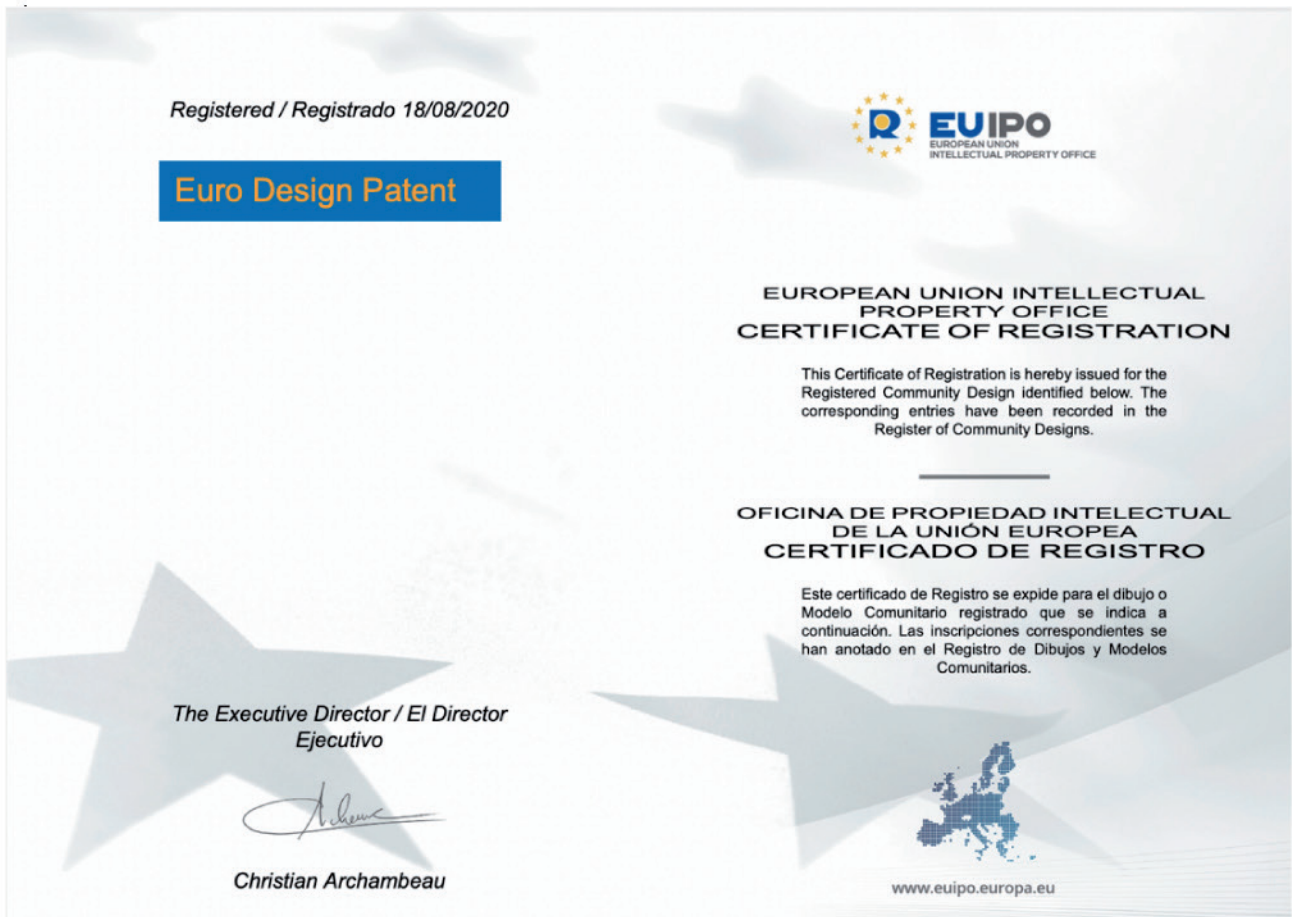 Registered / Registrado 18/08/2020
Euro Design Patent
The Executive Director / El Director
Ejecutivo
Christian Archambeau
R
EUIPO
EUROPEAN UNION
INTELLECTUAL PROPERTY OFFICE
EUROPEAN UNION INTELLECTUAL
PROPERTY OFFICE
CERTIFICATE OF REGISTRATION
This Certificate of Registration is hereby issued for the
Registered Community Design identified below. The
corresponding entries have been recorded in the
Register of Community Designs.
OFICINA DE PROPIEDAD INTELECTUAL
DE LA UNIÓN EUROPEA
CERTIFICADO DE REGISTRO
Este certificado de Registro se expide para el dibujo o
Modelo Comunitario registrado que se indica a
continuación. Las inscripciones correspondientes se
han anotado en el Registro de Dibujos y Modelos
Comunitarios.
www.euipo.europa.eu